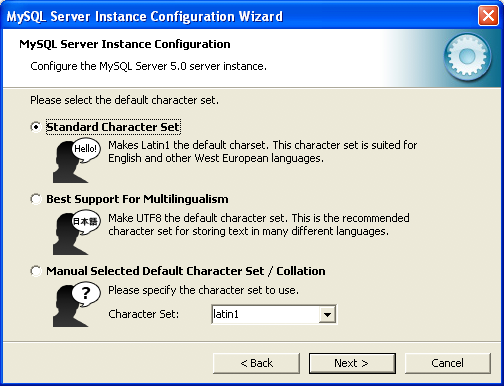 MySQL Server Instance Configuration Wizard
MySQL Server Instance Configuration
Configure the MySQL Server 5.0 server instance.
Please select the default character set.
Standard Character Set
Hello!
Makes Latin1 the default charset. This character set is suited for
English and other West European languages.
Best Support For Multilingualism
日本語
Make UTF8 the default character set. This is the recommended
character set for storing text in many different languages.
Manual Selected Default Character Set / Collation
?
Please specify the character set to use.
Character Set: latin1
< Back Next > Cancel